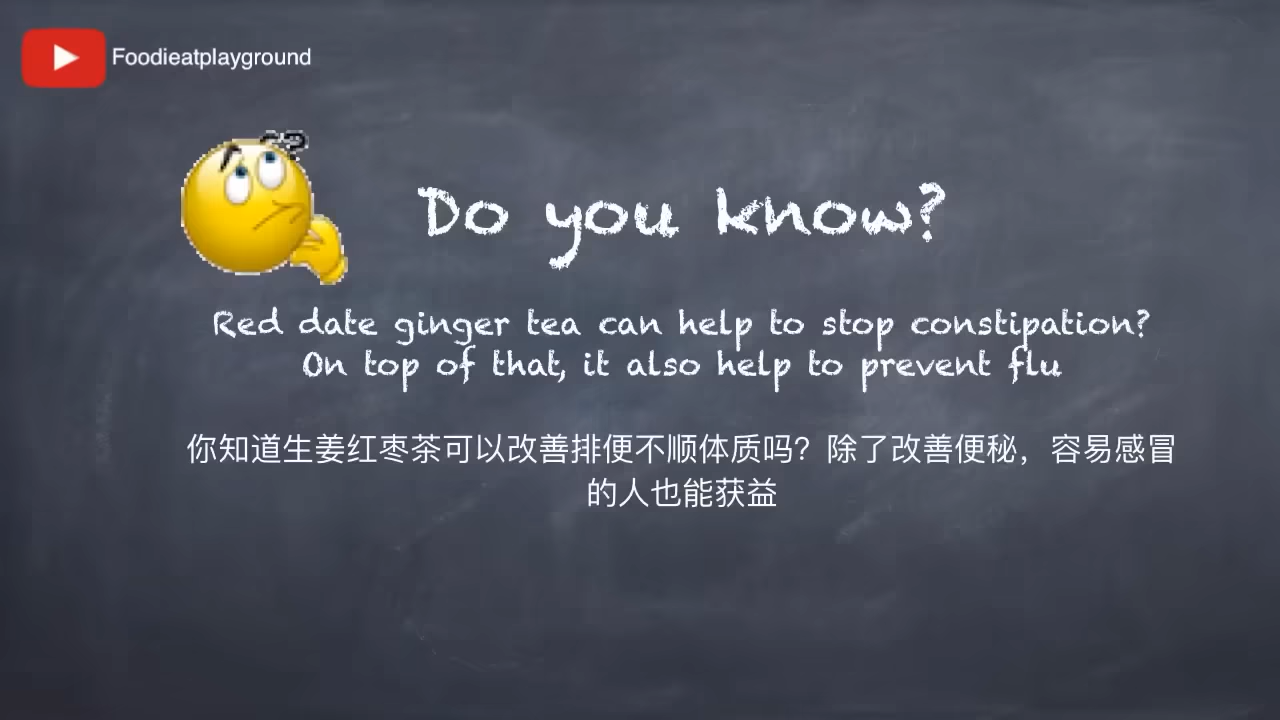 Foodieatplayground
Do you know?
Red date ginger tea can help to stop constipation?
On top of that, it also help to prevent flu
你知道生姜红枣茶可以改善排便不顺体质吗？除了改善便秘，容易感冒
的人也能获益